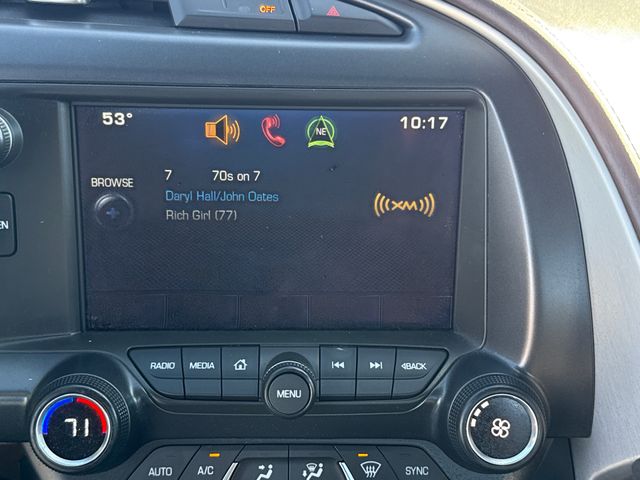 OFF
53°
NE
10:17
7 70s on 7
BROWSE
Daryl Hall/John Oates
XM
Rich Girl (77)
EN
RADIO
MEDIA
BACK
MENU
71
AUTO
A/C
SYNC